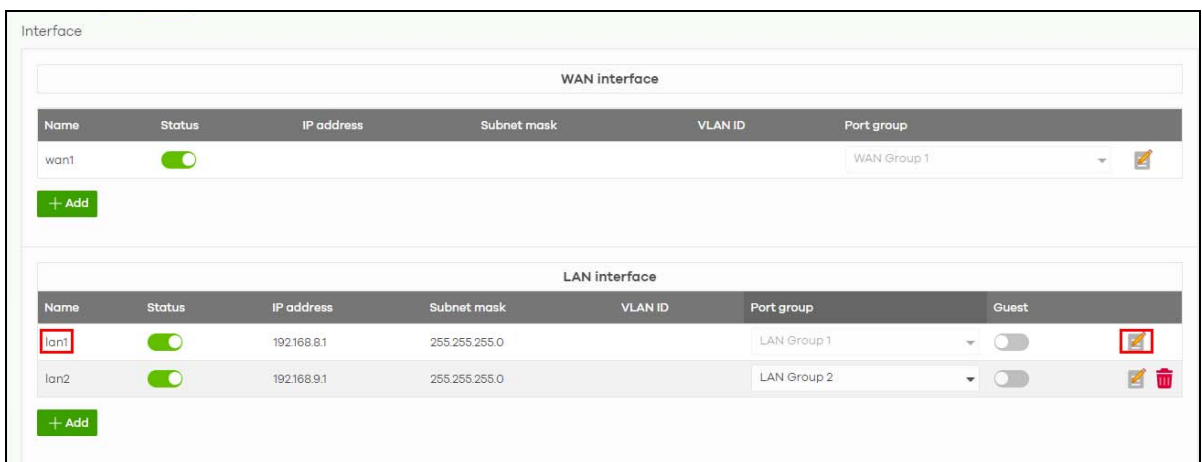 Interface
WAN interface
Name Status IP address Subnet mask VLAN ID Port group
wan1 WAN Group 1
+ Add
LAN interface
Name Status IP address Subnet mask VLAN ID Port group Guest
lan1 192.168.8.1 255.255.255.0 LAN Group 1
lan2 192.168.9.1 255.255.255.0 LAN Group 2
+ Add